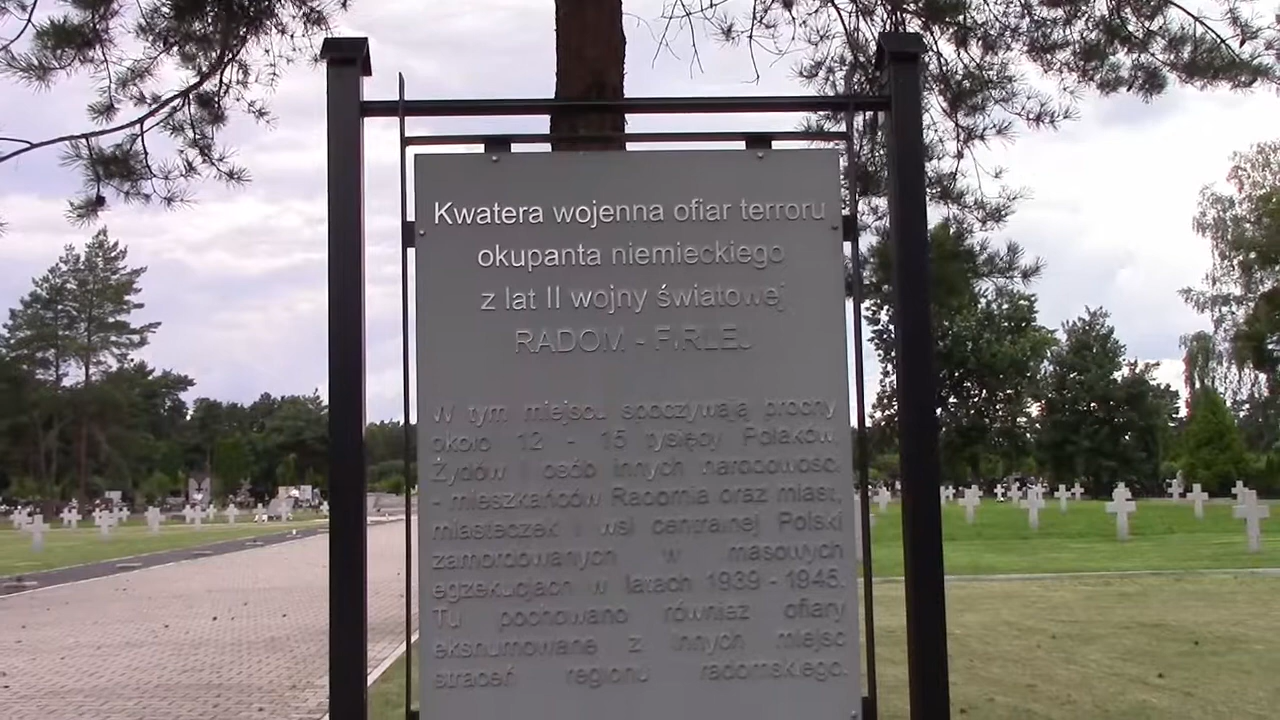 Kwatera wojenna ofiar terroru
okupanta niemieckiego
z lat II wojny światowej
RADOM - FIRLEJ
W tym miejscu spoczywają prochy
około 12 - 15 tysięcy Polaków,
Żydów i osób innych narodowości
- mieszkańców Radomia oraz miast,
miasteczek i wsi centralnej Polski
zamordowanych w masowych
egzekucjach w latach 1939 - 1945.
Tu pochowano również ofiary
ekshumowane z innych miejsc
straceń regionu radomskiego.